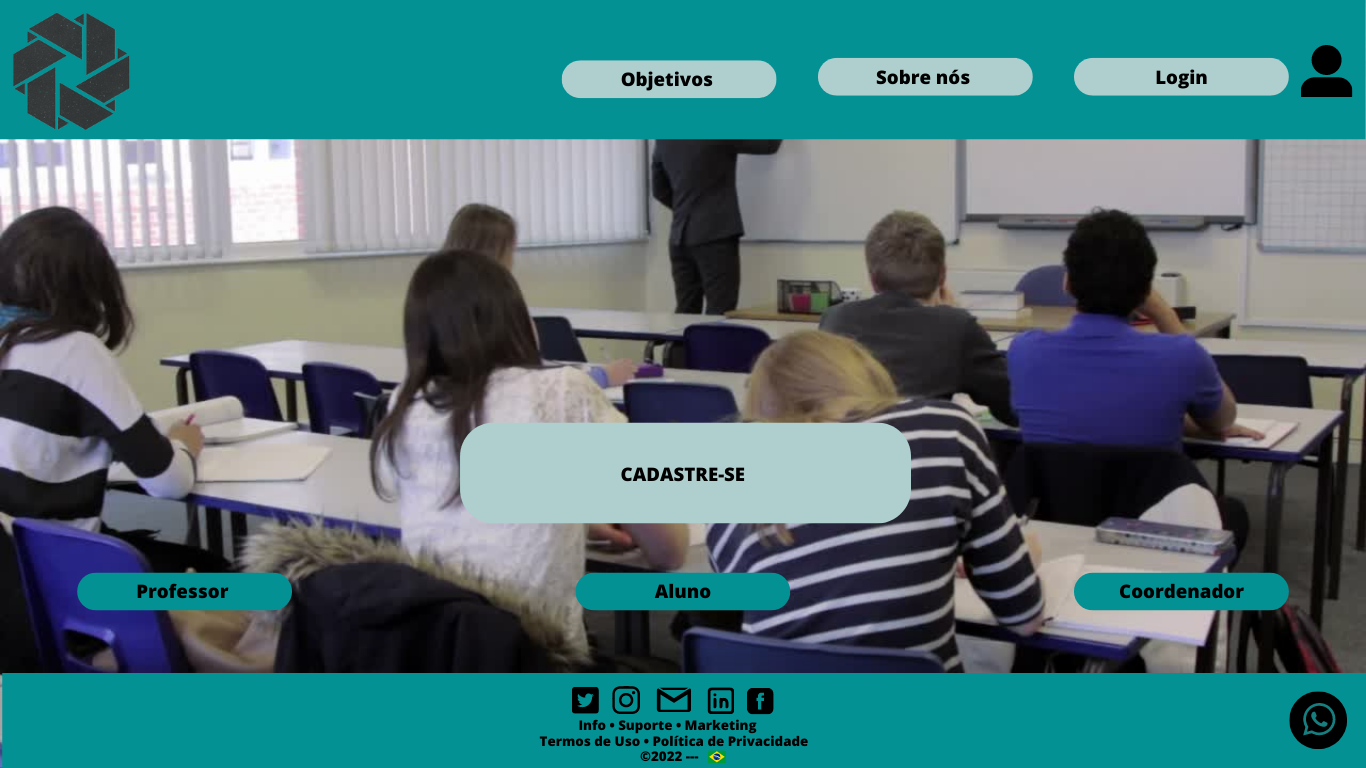 Objetivos
Sobre nós
Login
CADASTRE-SE
Professor
Aluno
Coordenador
Info • Suporte • Marketing
Termos de Uso • Política de Privacidade
©2022 ---